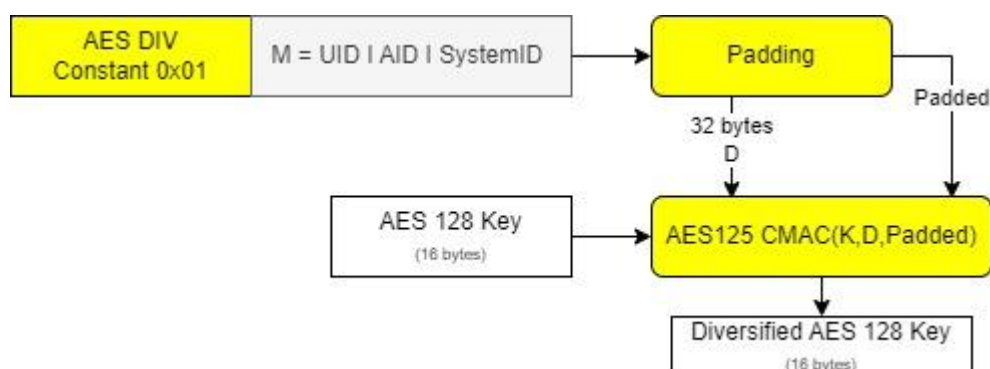 AES DIV
Constant 0x01
M = UID I AID I SystemID
Padding
Padded
32 bytes
D
AES 128 Key
(16 bytes)
AES125 CMAC(K,D,Padded)
Diversified AES 128 Key
(16 bytes)